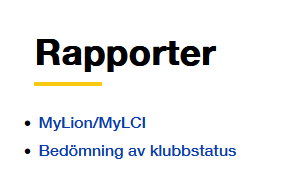 Rapporter
MyLion/MyLCI
Bedömning av klubbstatus